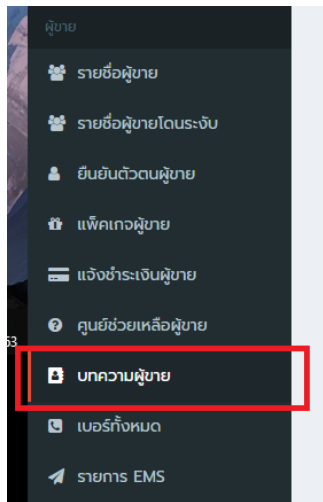 ผู้ขาย
รายชื่อผู้ขาย
รายชื่อผู้ขายโดนระงับ
ยืนยันตัวตนผู้ขาย
แพ็คเกจผู้ขาย
แจ้งชำระเงินผู้ขาย
ศูนย์ช่วยเหลือผู้ขาย
53
บทความผู้ขาย
เบอร์ทั้งหมด
รายการ EMS